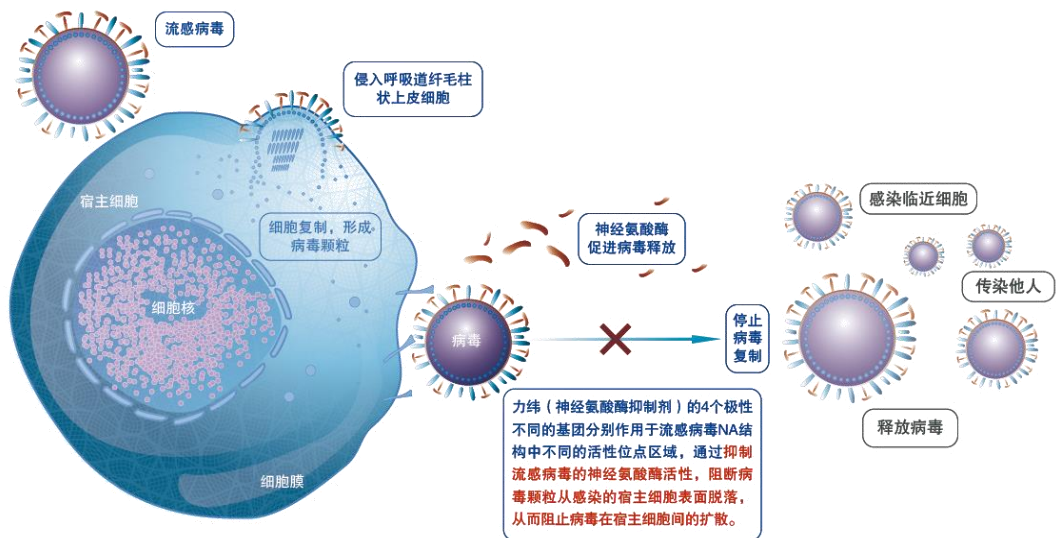 流感病毒
侵入呼吸道纤毛柱
状上皮细胞
宿主细胞
细胞复制，形成
病毒颗粒
神经氨酸酶
促进病毒释放
感染临近细胞
传染他人
细胞核
病毒
停止
病毒
复制
力纬（神经氨酸酶抑制剂）的4个极性
不同的基团分别作用于流感病毒NA结
构中不同的活性位点区域，通过抑制
流感病毒的神经氨酸酶活性，阻断病
毒颗粒从感染的宿主细胞表面脱落，
从而阻止病毒在宿主细胞间的扩散。
释放病毒
细胞膜